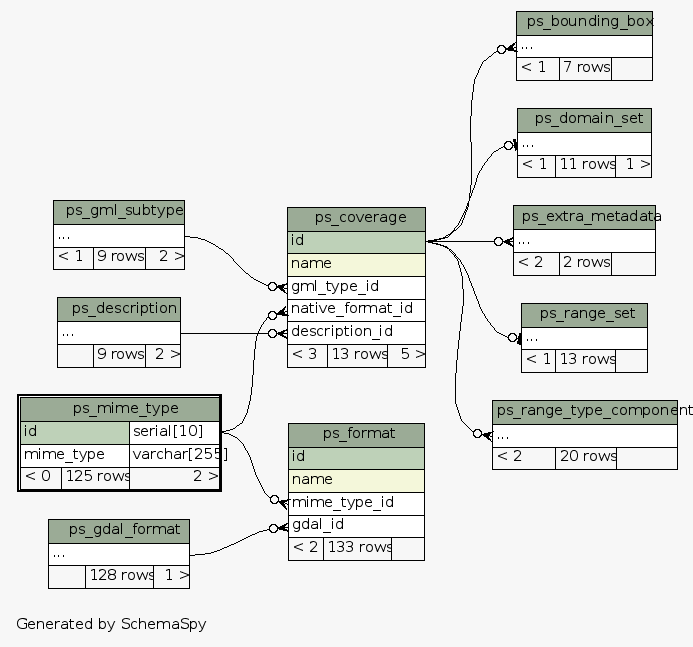 ps_bounding_box
...
< 1 7 rows
ps_domain_set
...
< 1 11 rows 1 >
ps_gml_subtype
...
< 1 9 rows 2 >
ps_coverage
id
name
gml_type_id
native_format_id
description_id
< 3 13 rows 5 >
ps_extra_metadata
...
< 2 2 rows
ps_description
...
9 rows 2 >
ps_range_set
...
< 1 13 rows
ps_mime_type
id serial[10]
mime_type varchar[255]
< 0 125 rows 2 >
ps_format
id
name
mime_type_id
gdal_id
< 2 133 rows
ps_range_type_component
...
< 2 20 rows
ps_gdal_format
...
128 rows 1 >
Generated by SchemaSpy